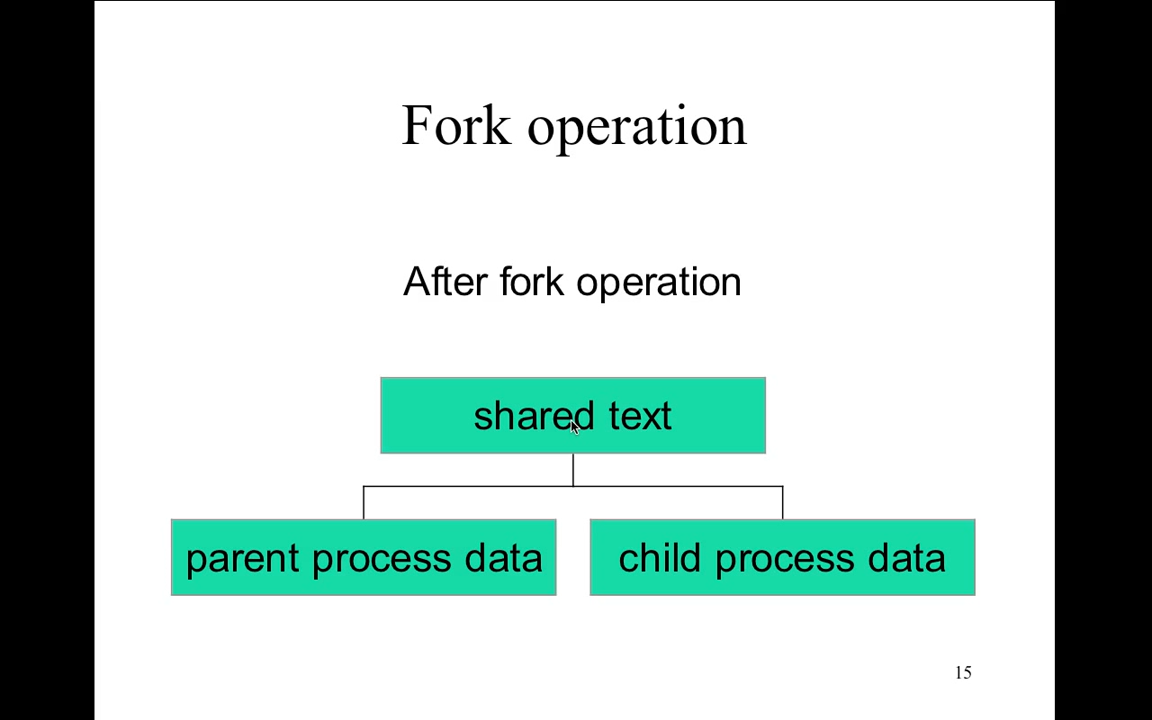 Fork operation
After fork operation
shared text
parent process data
child process data
15